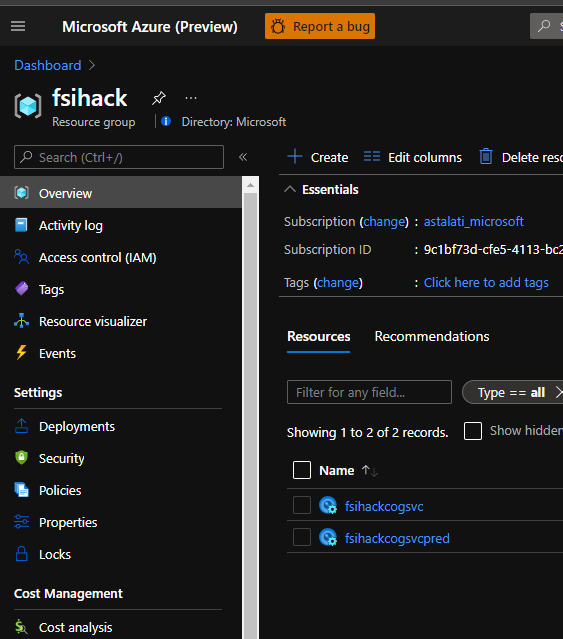 Microsoft Azure (Preview)
Report a bug
Dashboard
fsihack
Resource group
Directory: Microsoft
Search (Ctrl+/)
Overview
Activity log
Access control (IAM)
Tags
Resource visualizer
Events
Settings
Deployments
Security
Policies
Properties
Locks
Cost Management
Cost analysis
Create
Edit columns
Delete reso
Essentials
Subscription (change) : astalati_microsoft
Subscription ID : 9c1bf73d-cfe5-4113-bc2
Tags (change) : Click here to add tags
Resources
Recommendations
Filter for any field...
Type == all
Showing 1 to 2 of 2 records.
Show hidden
Name
fsihackcogsvc
fsihackcogsvcpred